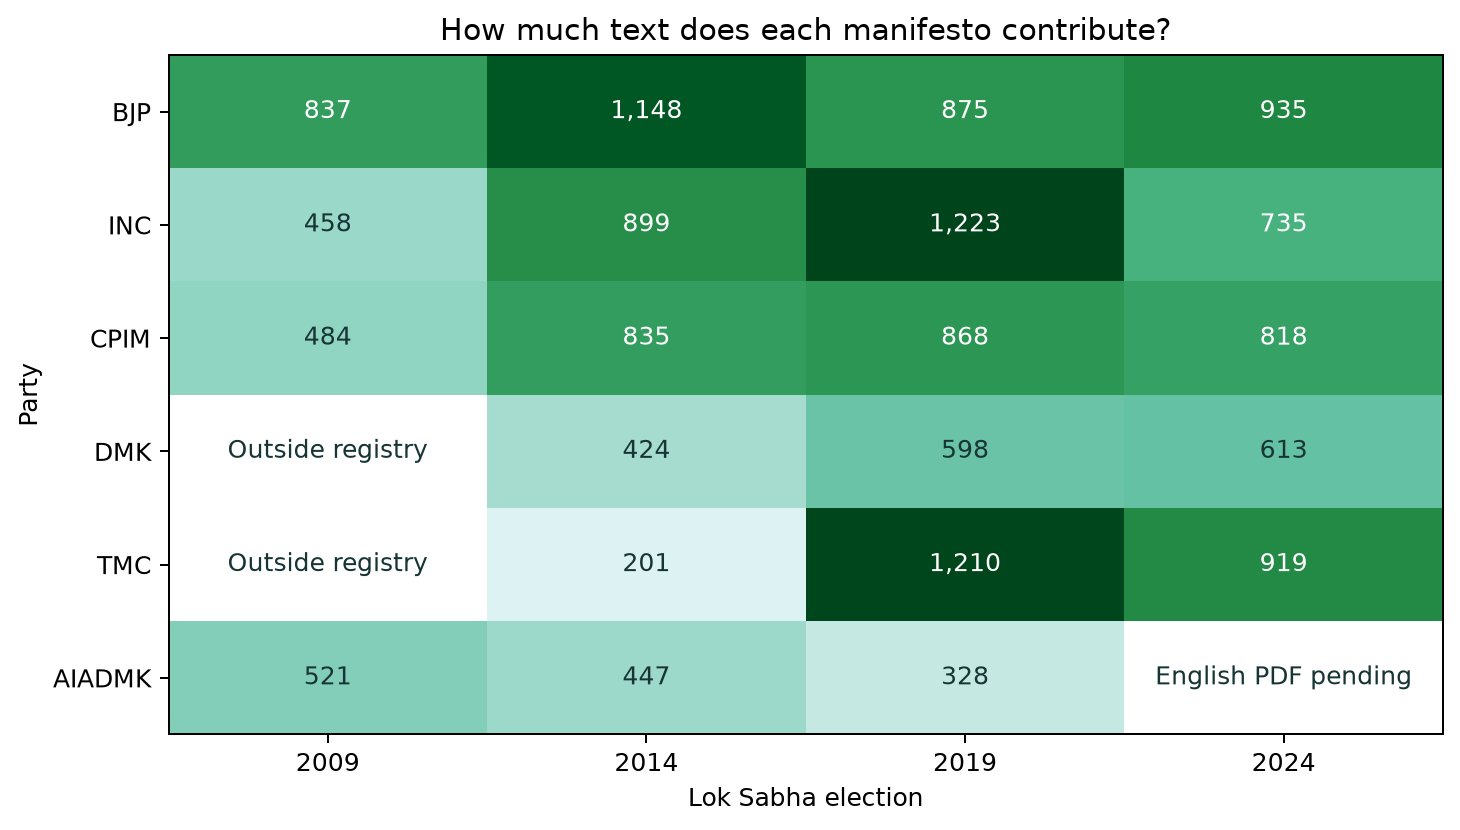 How much text does each manifesto contribute?
BJP 837 1,148 875 935
INC 458 899 1,223 735
CPIM 484 835 868 818
Party
DMK Outside registry 424 598 613
TMC Outside registry 201 1,210 919
AIADMK 521 447 328 English PDF pending
2009 2014 2019 2024
Lok Sabha election